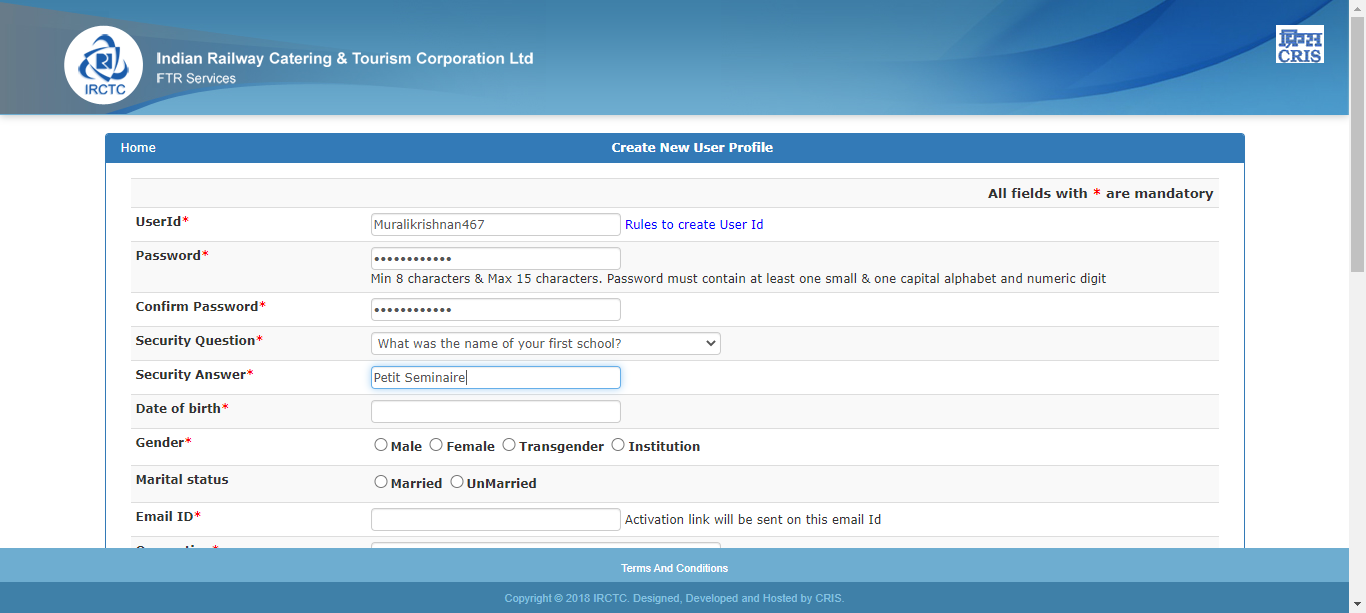 IRCTC
Indian Railway Catering & Tourism Corporation Ltd
FTR Services
क्रिस
CRIS
Home
Create New User Profile
All fields with * are mandatory
UserId*
Muralikrishnan467
Rules to create User Id
Password*
••••••••••••
Min 8 characters & Max 15 characters. Password must contain at least one small & one capital alphabet and numeric digit
Confirm Password*
••••••••••••
Security Question*
What was the name of your first school?
Security Answer*
Petit Seminaire
Date of birth*
Gender*
Male Female Transgender Institution
Marital status
Married UnMarried
Email ID*
Activation link will be sent on this email Id
Terms And Conditions
Copyright © 2018 IRCTC. Designed, Developed and Hosted by CRIS.